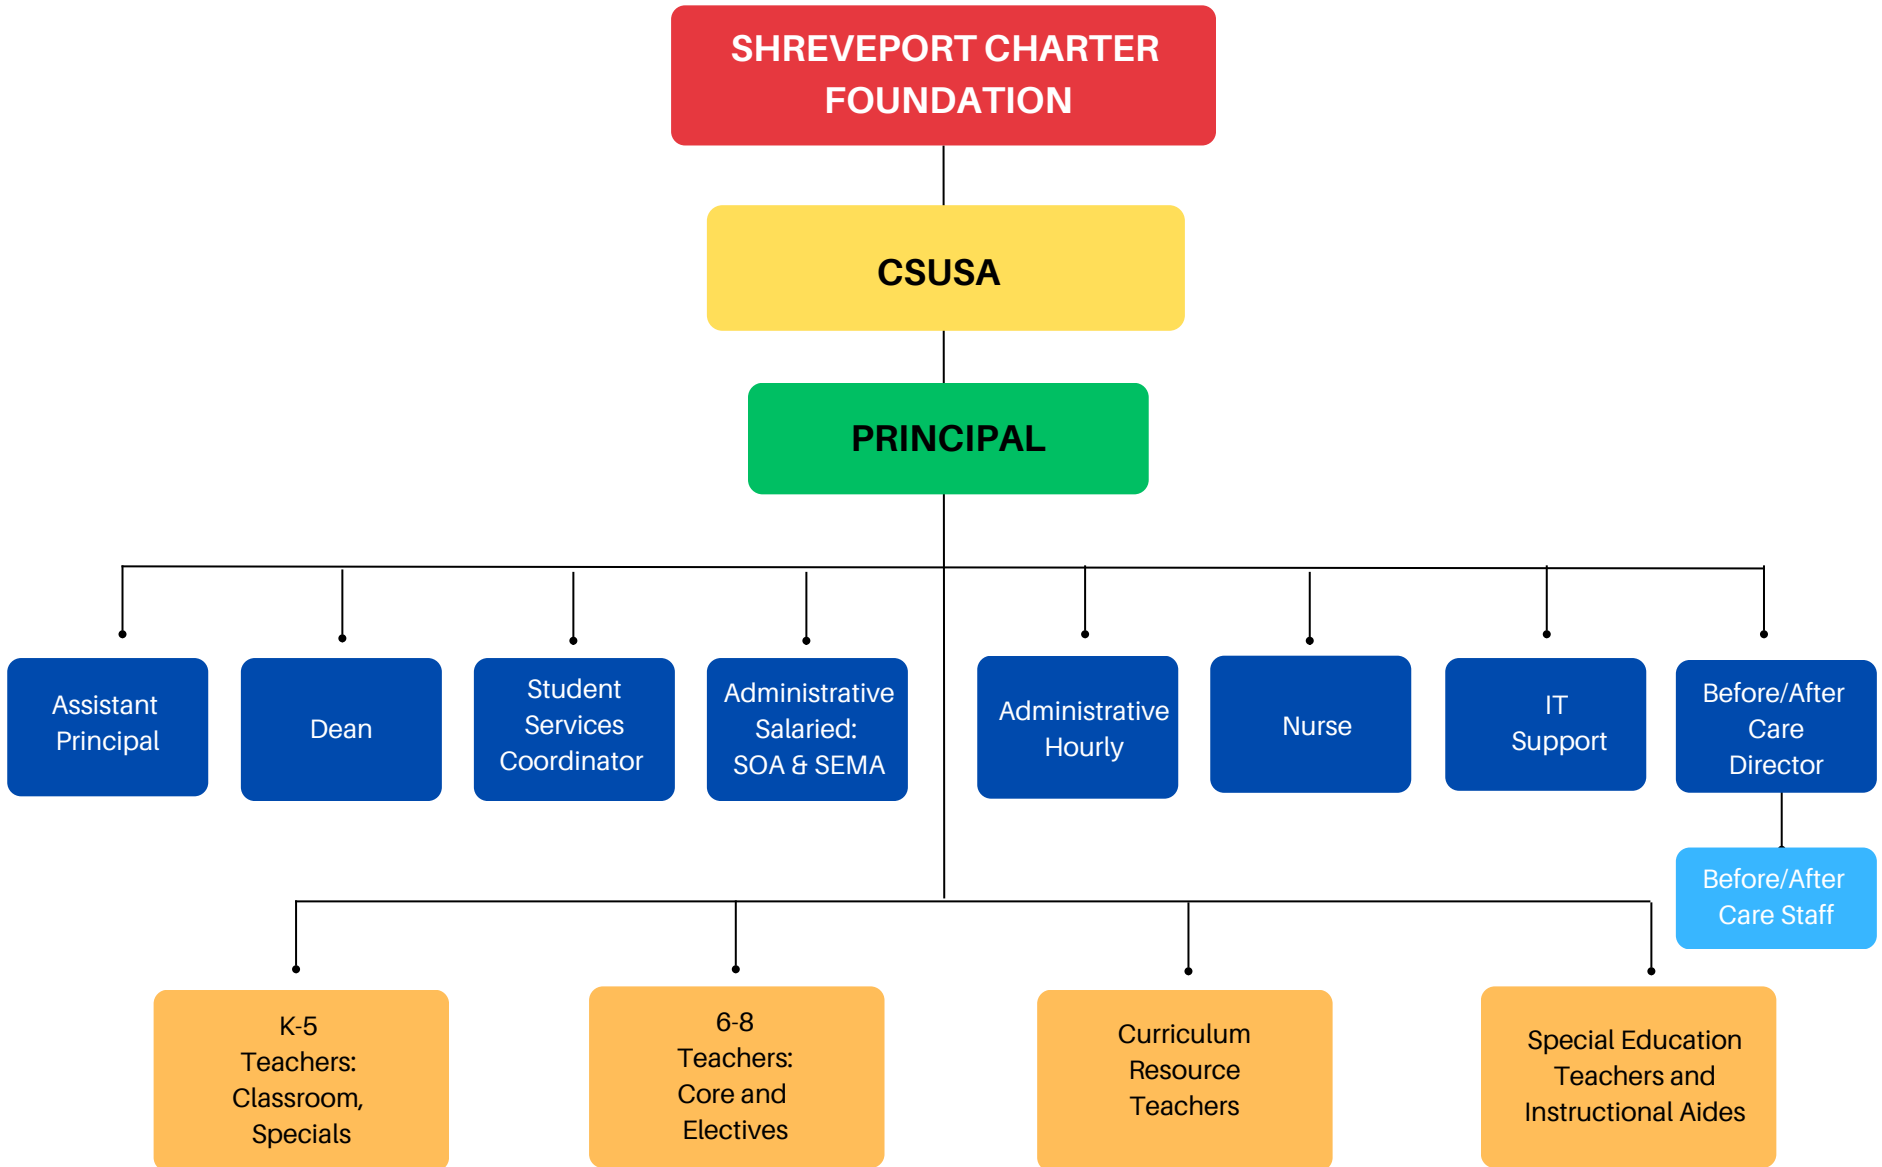 SHREVEPORT CHARTER
FOUNDATION
CSUSA
PRINCIPAL
Assistant
Principal
Dean
Student
Services
Coordinator
Administrative
Salaried:
SOA & SEMA
Administrative
Hourly
Nurse
IT
Support
Before/After
Care
Director
Before/After
Care Staff
K-5
Teachers:
Classroom,
Specials
6-8
Teachers:
Core and
Electives
Curriculum
Resource
Teachers
Special Education
Teachers and
Instructional Aides